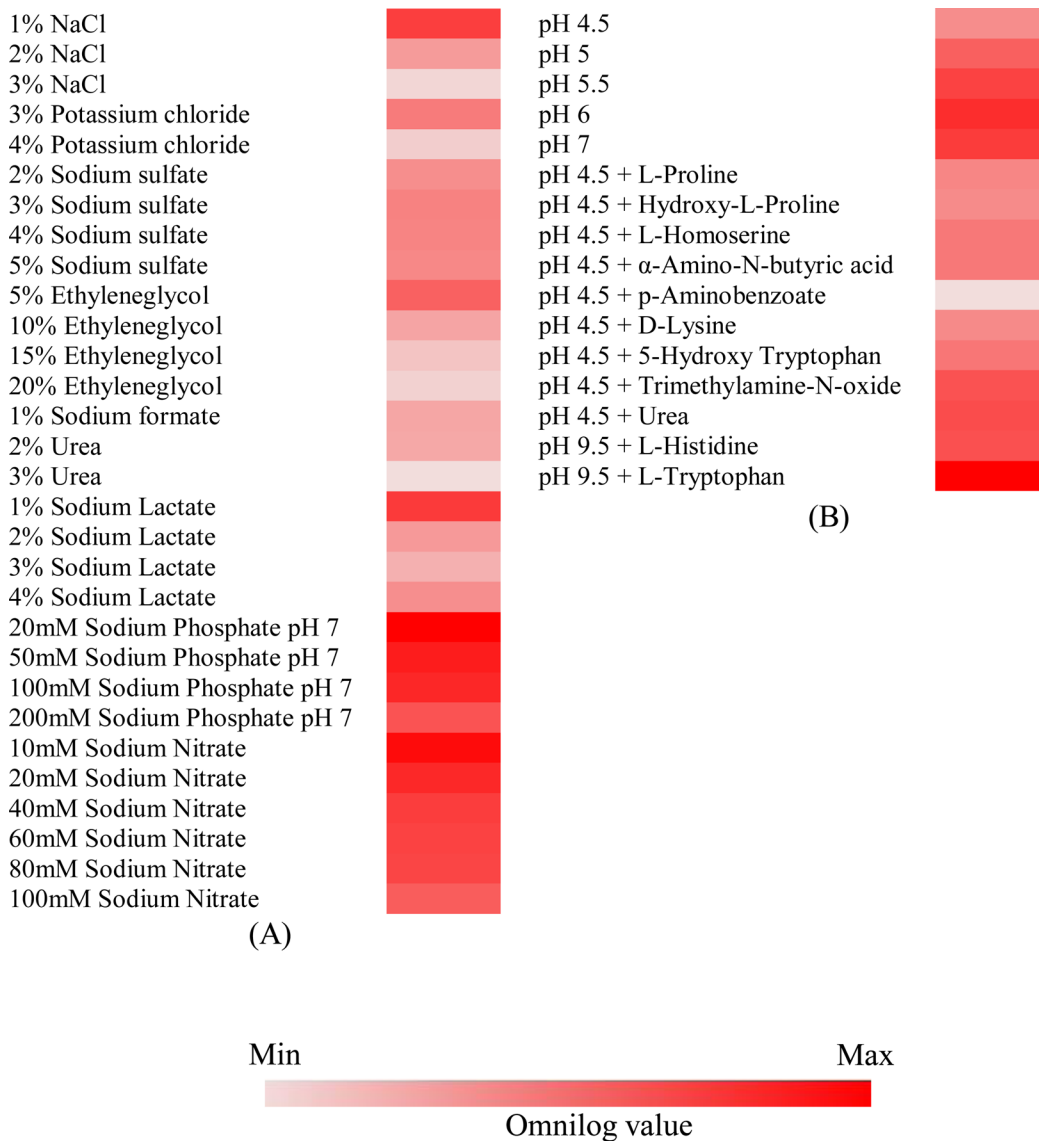 1% NaCl
2% NaCl
3% NaCl
3% Potassium chloride
4% Potassium chloride
2% Sodium sulfate
3% Sodium sulfate
4% Sodium sulfate
5% Sodium sulfate
5% Ethyleneglycol
10% Ethyleneglycol
15% Ethyleneglycol
20% Ethyleneglycol
1% Sodium formate
2% Urea
3% Urea
1% Sodium Lactate
2% Sodium Lactate
3% Sodium Lactate
4% Sodium Lactate
20mM Sodium Phosphate pH 7
50mM Sodium Phosphate pH 7
100mM Sodium Phosphate pH 7
200mM Sodium Phosphate pH 7
10mM Sodium Nitrate
20mM Sodium Nitrate
40mM Sodium Nitrate
60mM Sodium Nitrate
80mM Sodium Nitrate
100mM Sodium Nitrate
(A)
pH 4.5
pH 5
pH 5.5
pH 6
pH 7
pH 4.5 + L-Proline
pH 4.5 + Hydroxy-L-Proline
pH 4.5 + L-Homoserine
pH 4.5 + α-Amino-N-butyric acid
pH 4.5 + p-Aminobenzoate
pH 4.5 + D-Lysine
pH 4.5 + 5-Hydroxy Tryptophan
pH 4.5 + Trimethylamine-N-oxide
pH 4.5 + Urea
pH 9.5 + L-Histidine
pH 9.5 + L-Tryptophan
(B)
Min Max
Omnilog value